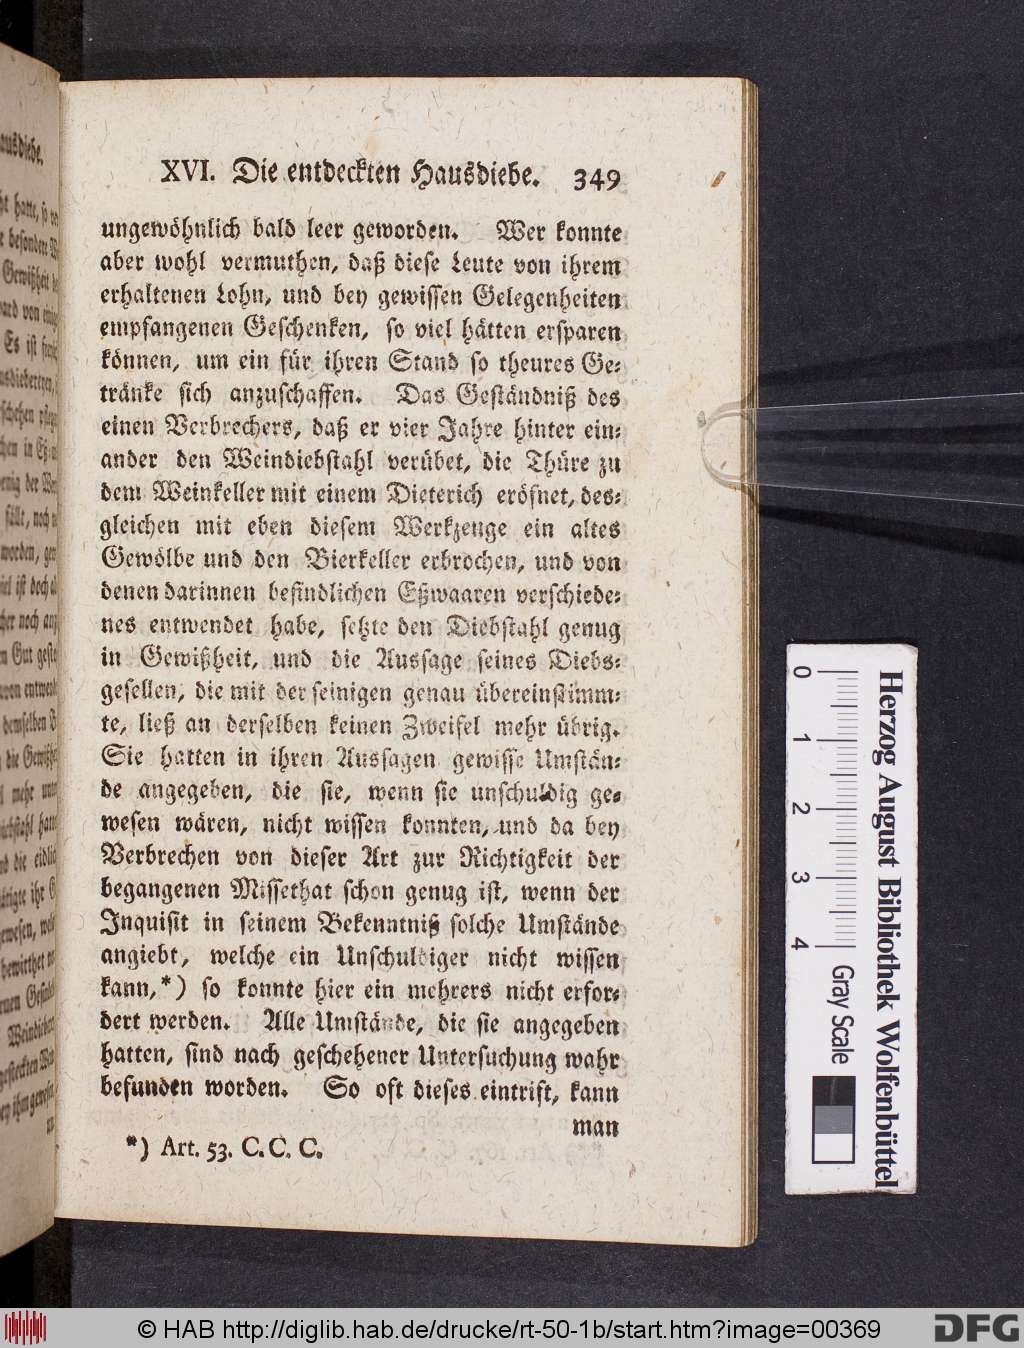 XVI. Die entdeckten Hausdiebe. 349
ungewöhnlich bald leer geworden. Wer konnte
aber wohl vermuthen, daß diese Leute von ihrem
erhaltenen Lohn, und bey gewissen Gelegenheiten
empfangenen Geschenken, so viel hätten ersparen
können, um ein für ihren Stand so theures Ge-
tränke sich anzuschaffen. Das Geständniß des
einen Verbrechers, daß er vier Jahre hinter ein-
ander den Weindiebstahl verübet, die Thüre zu
dem Weinkeller mit einem Dieterich eröfnet, des-
gleichen mit eben diesem Werkzeuge ein altes
Gewölbe und den Bierkeller erbrochen, und von
denen darinnen befindlichen Eßwaaren verschiede-
nes entwendet habe, setzte den Diebstahl genug
in Gewißheit, und die Aussage seines Diebs-
gesellen, die mit der seinigen genau übereinstimm-
te, ließ an derselben keinen Zweifel mehr übrig.
Sie hatten in ihren Aussagen gewisse Umstän-
de angegeben, die sie, wenn sie unschuldig ge-
wesen wären, nicht wissen konnten, und da bey
Verbrechen von dieser Art zur Richtigkeit der
begangenen Missethat schon genug ist, wenn der
Inquisit in seinem Bekenntniß solche Umstände
angiebt, welche ein Unschuldiger nicht wissen
kann,*) so konnte hier ein mehrers nicht erfor-
dert werden. Alle Umstände, die sie angegeben
hatten, sind nach geschehener Untersuchung wahr
befunden worden. So oft dieses eintrift, kann
man
*) Art. 53. C. C. C.
0 1 2 3 4
Gray Scale
Herzog August Bibliothek Wolfenbüttel
© HAB http://diglib.hab.de/drucke/rt-50-1b/start.htm?image=00369
DFG